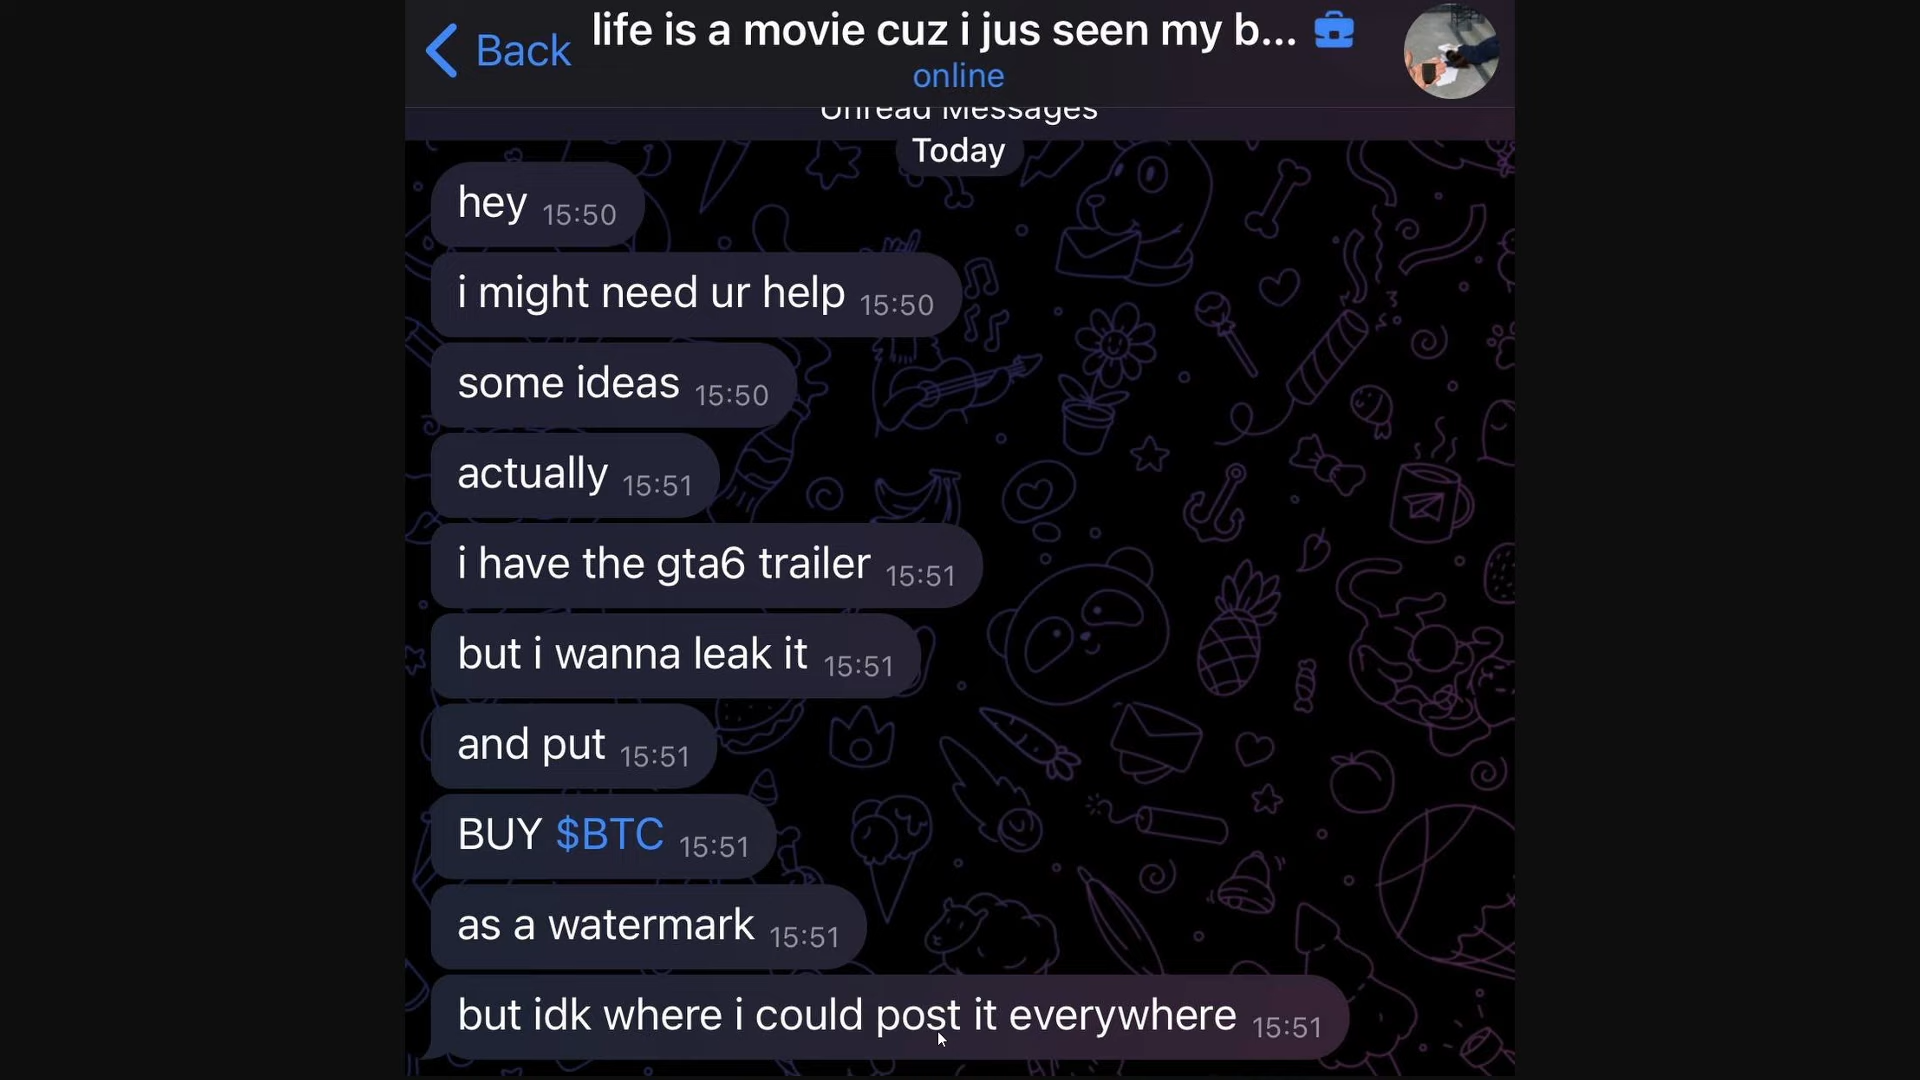 Back
life is a movie cuz i jus seen my b...
online
Unread Messages
Today
hey 15:50
i might need ur help 15:50
some ideas 15:50
actually 15:51
i have the gta6 trailer 15:51
but i wanna leak it 15:51
and put 15:51
BUY $BTC 15:51
as a watermark 15:51
but idk where i could post it everywhere 15:51